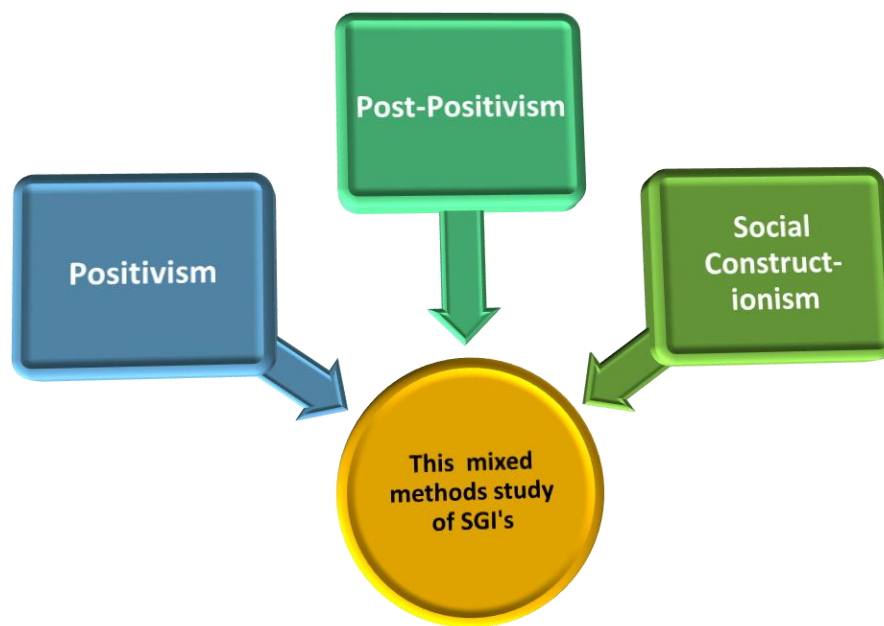 Post-Positivism
Positivism
Social
Construct-
ionism
This mixed
methods study
of SGI's